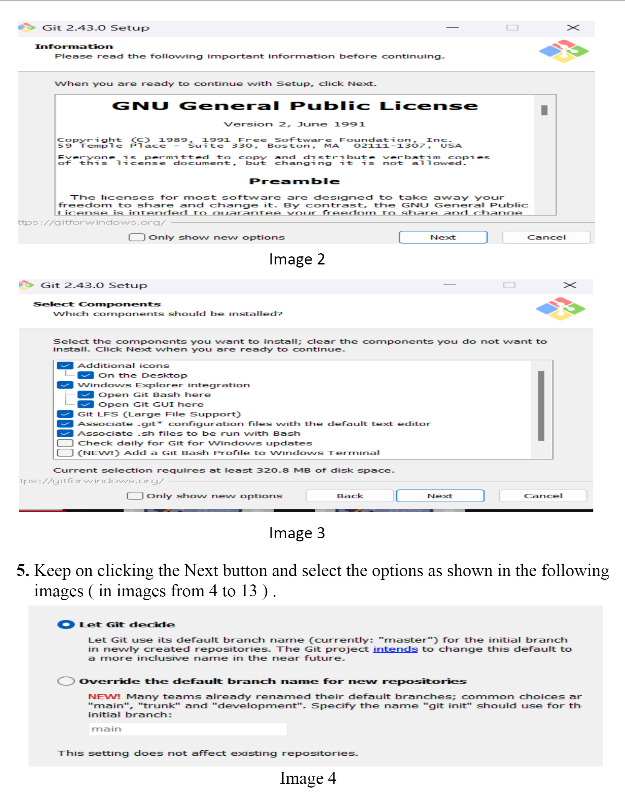 Git 2.43.0 Setup
Information
Please read the following important information before continuing.
When you are ready to continue with Setup, click Next.
GNU General Public License
Version 2, June 1991
Copyright (C) 1989, 1991 Free Software Foundation, Inc.
59 Temple Place - Suite 330, Boston, MA 02111-1307, USA
Everyone is permitted to copy and distribute verbatim copies
of this license document, but changing it is not allowed.
Preamble
The licenses for most software are designed to take away your
freedom to share and change it. By contrast, the GNU General Public
License is intended to guarantee your freedom to share and change
ttps://gitforwindows.org/
Only show new options
Next
Cancel
Image 2
Git 2.43.0 Setup
Select Components
Which components should be installed?
Select the components you want to install; clear the components you do not want to
install. Click Next when you are ready to continue.
Additional icons
On the Desktop
Windows Explorer integration
Open Git Bash here
Open Git GUI here
Git LFS (Large File Support)
Associate .git* configuration files with the default text editor
Associate .sh files to be run with Bash
Check daily for Git for Windows updates
(NEW!) Add a Git Bash Profile to Windows Terminal
Current selection requires at least 320.8 MB of disk space.
tps://gitforwindows.org/
Only show new options
Back
Next
Cancel
Image 3
5. Keep on clicking the Next button and select the options as shown in the following
images ( in images from 4 to 13 ) .
Let Git decide
Let Git use its default branch name (currently: "master") for the initial branch
in newly created repositories. The Git project intends to change this default to
a more inclusive name in the near future.
Override the default branch name for new repositories
NEW! Many teams already renamed their default branches; common choices ar
"main", "trunk" and "development". Specify the name "git init" should use for th
initial branch:
main
This setting does not affect existing repositories.
Image 4